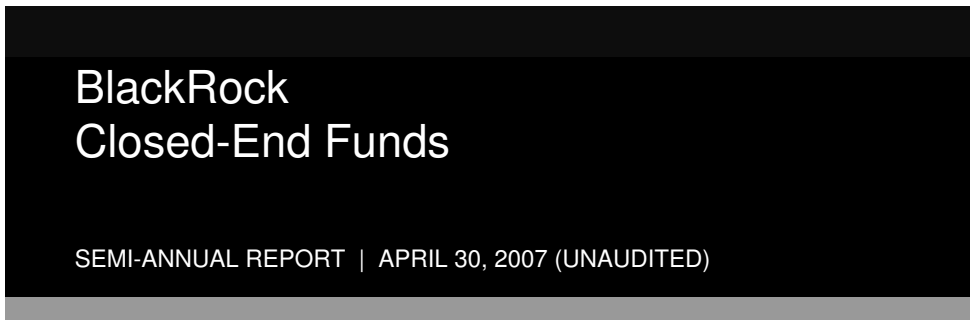 BlackRock
Closed-End Funds
SEMI-ANNUAL REPORT | APRIL 30, 2007 (UNAUDITED)